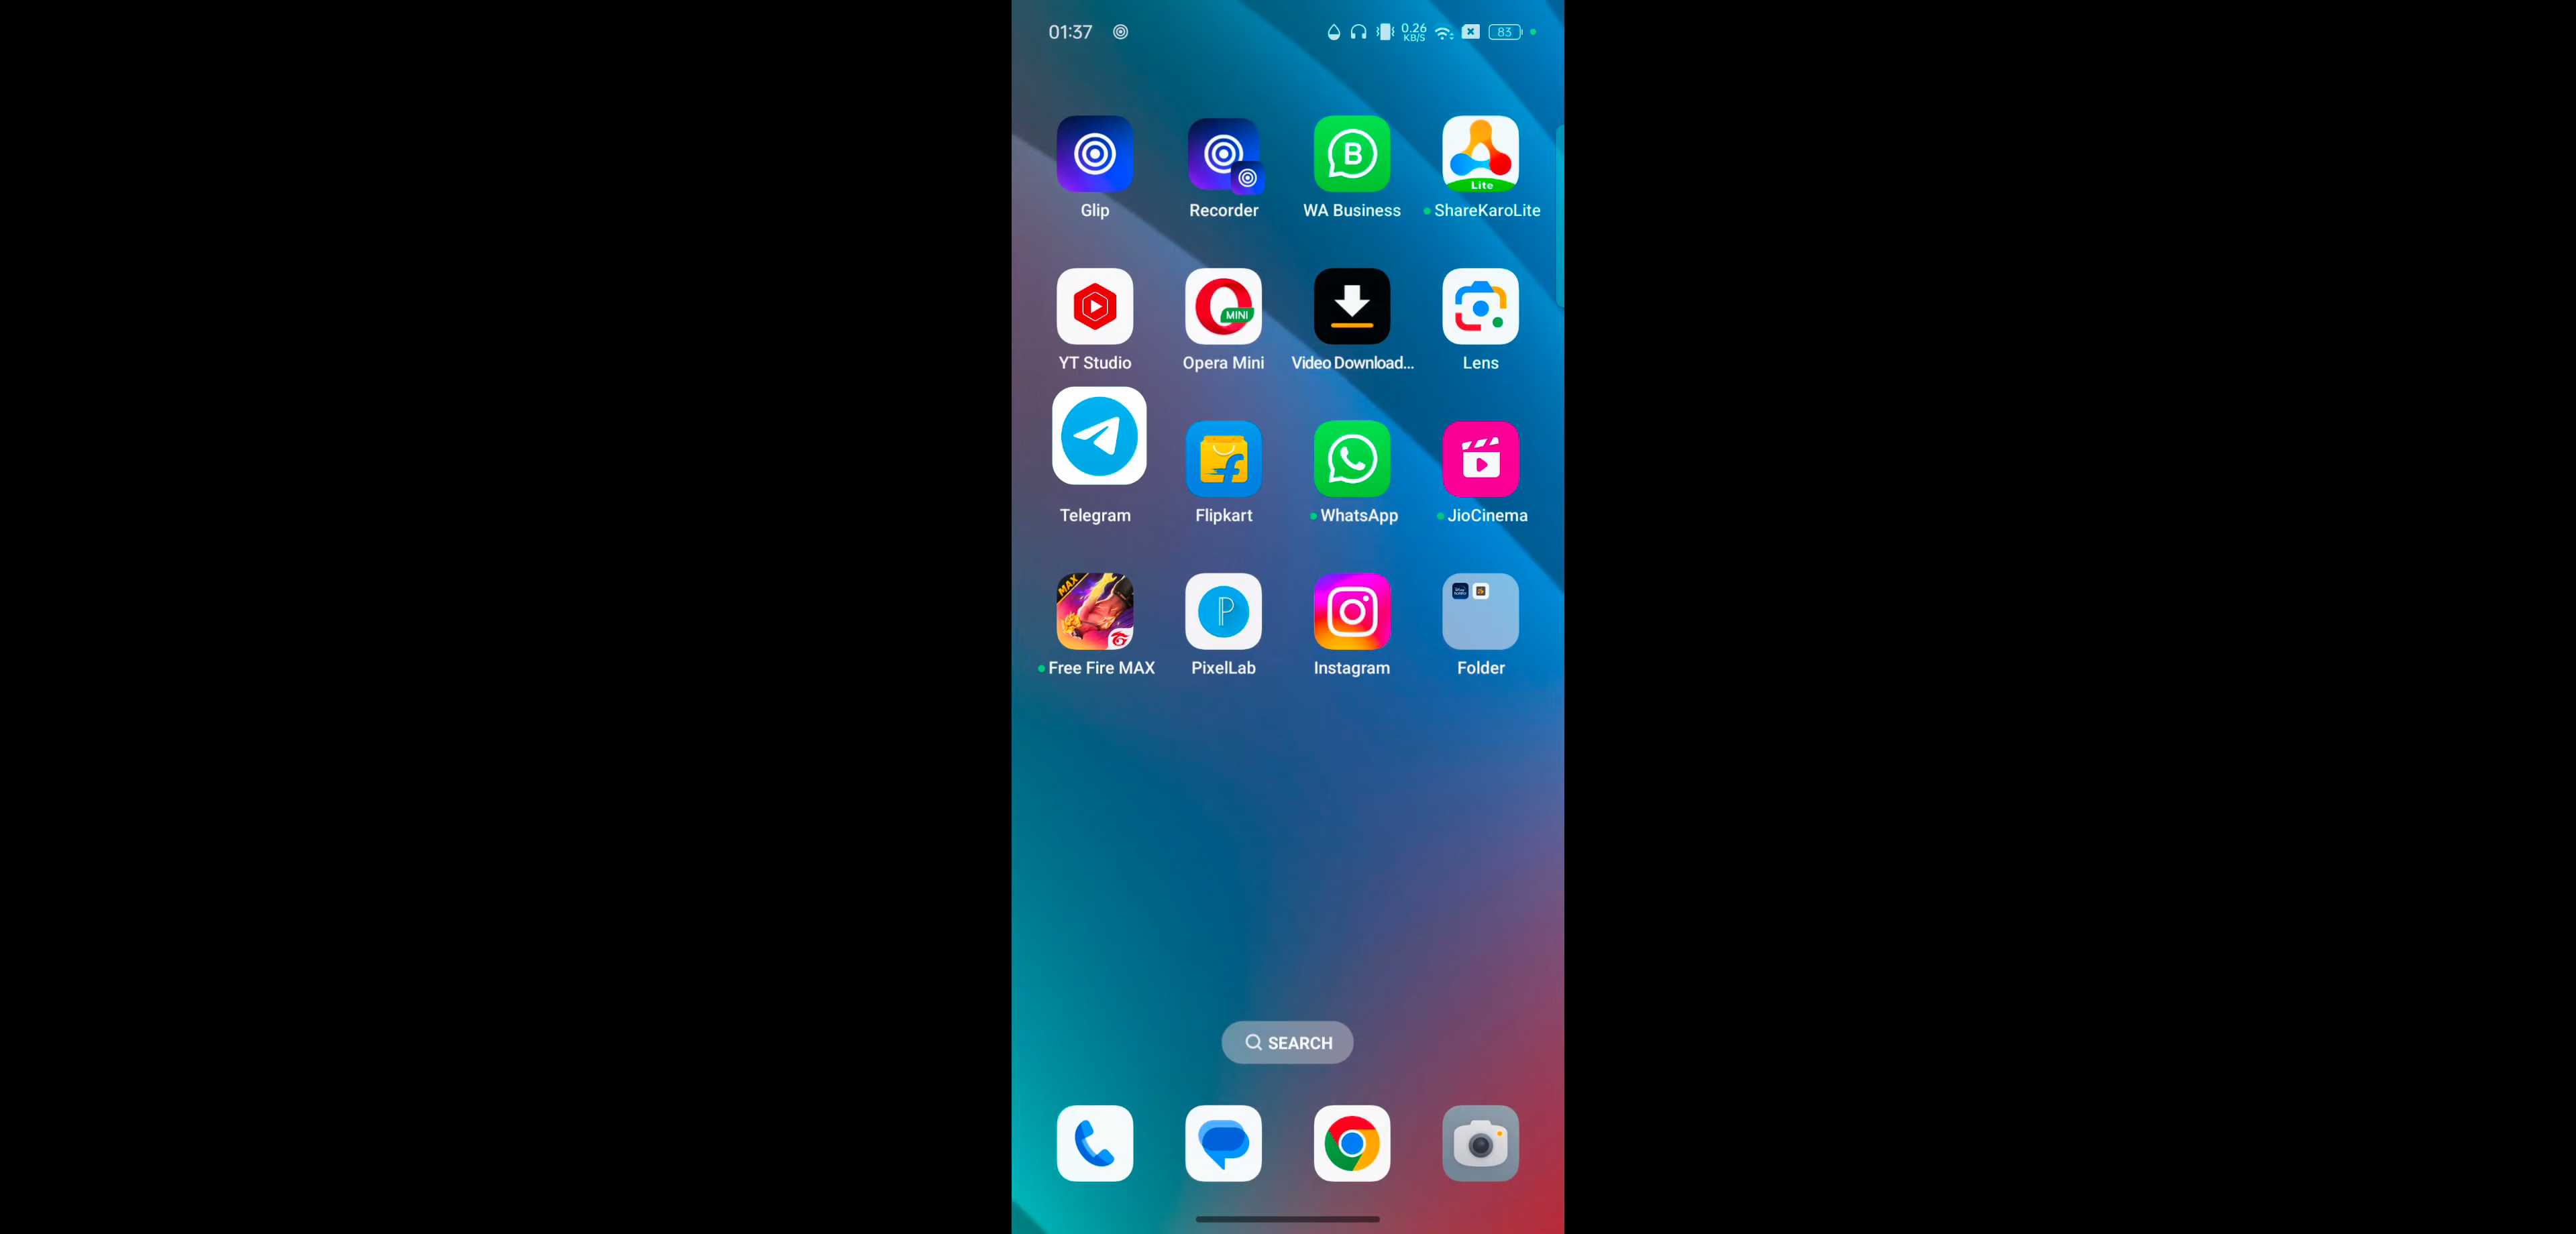 01:37 0.26 KB/S 83
B Lite
Glip Recorder WA Business ShareKaroLite
MINI
YT Studio Opera Mini Video Download... Lens
Telegram Flipkart WhatsApp JioCinema
MAX P
Free Fire MAX PixelLab Instagram Folder
SEARCH